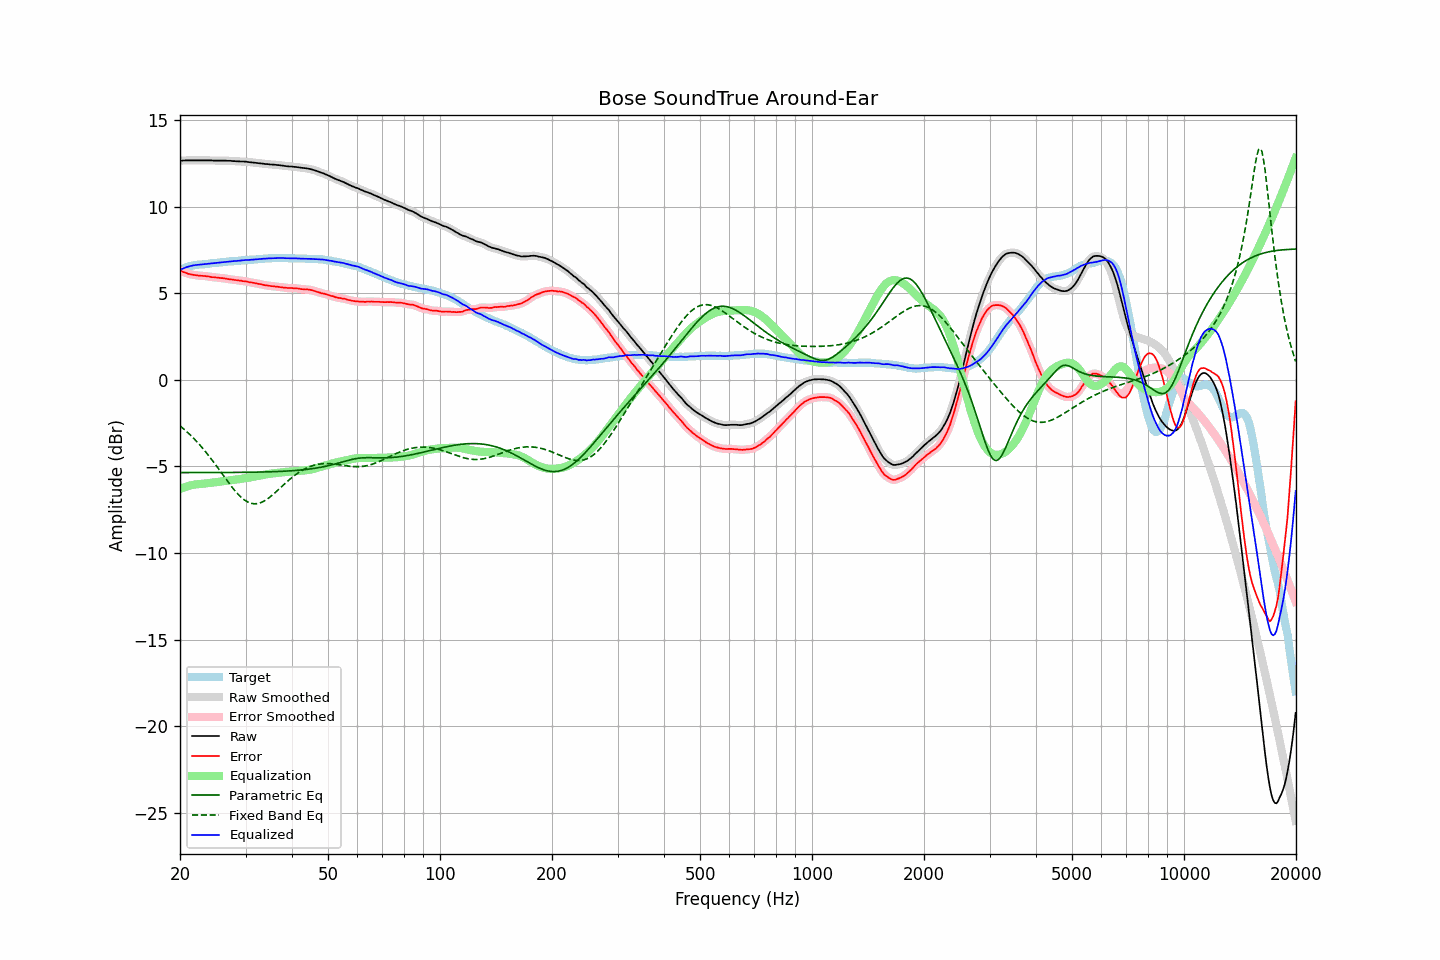 Bose SoundTrue Around-Ear
Amplitude (dBr)
15
10
5
0
−5
−10
−15
−20
−25
Target
Raw Smoothed
Error Smoothed
Raw
Error
Equalization
Parametric Eq
Fixed Band Eq
Equalized
20 50 100 200 500 1000 2000 5000 10000 20000
Frequency (Hz)